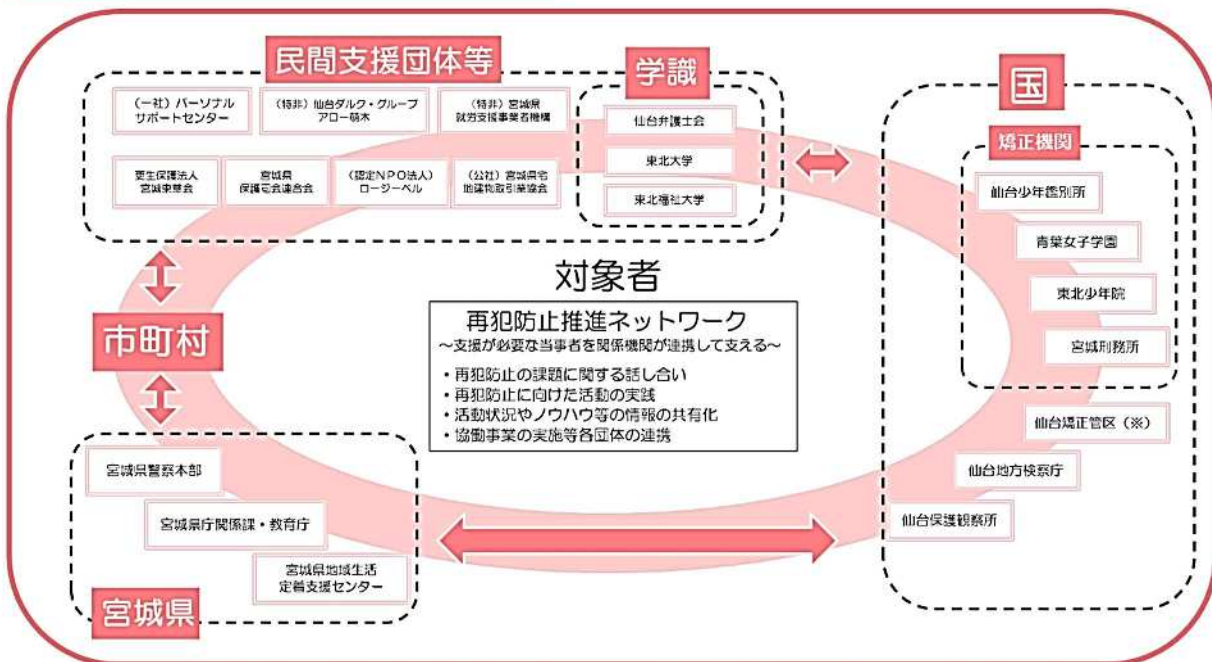 民間支援団体等
(一社)パーソナル
サポートセンター
(特非)仙台ダルク・グループ
アロー萌木
(特非)宮城県
就労支援事業者機構
更生保護法人
宮城東華会
宮城県
保護司会連合会
(認定NPO法人)
ロージーベル
(公社)宮城県宅
地建物取引業協会
学識
仙台弁護士会
東北大学
東北福祉大学
国
矯正機関
仙台少年鑑別所
青葉女子学園
東北少年院
宮城刑務所
仙台矯正管区(※)
仙台地方検察庁
仙台保護観察所
対象者
再犯防止推進ネットワーク
~支援が必要な当事者を関係機関が連携して支える~
・再犯防止の課題に関する話し合い
・再犯防止に向けた活動の実践
・活動状況やノウハウ等の情報の共有化
・協働事業の実施等各団体の連携
市町村
宮城県警察本部
宮城県庁関係課・教育庁
宮城県地域生活
定着支援センター
宮城県